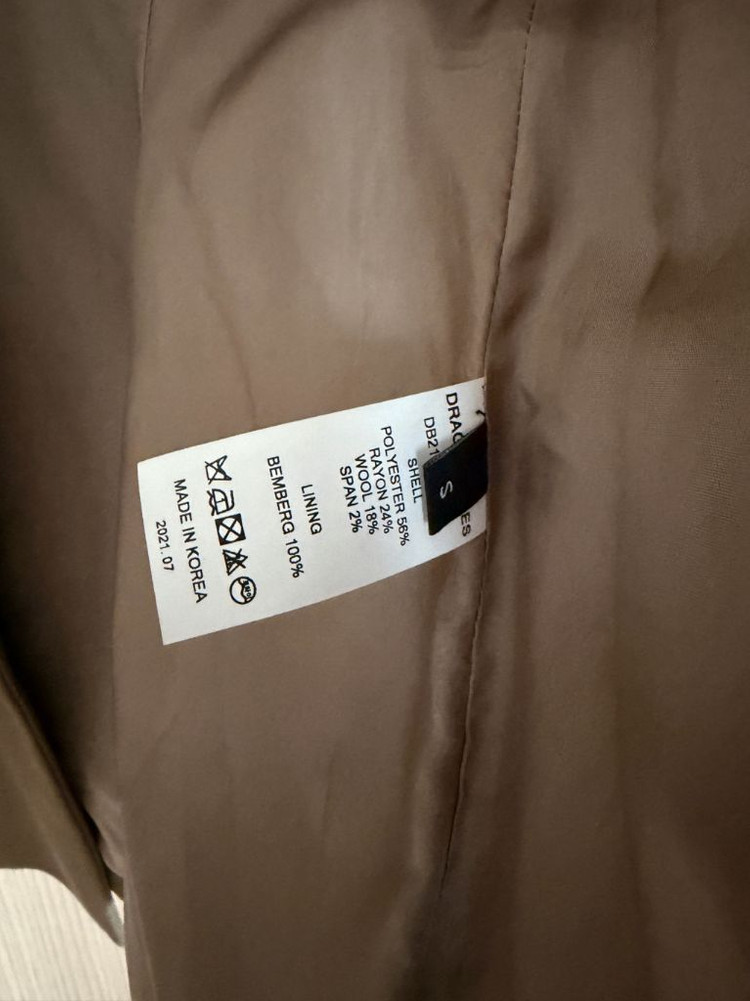 S
SHELL
POLYESTER 56%
RAYON 24%
WOOL 18%
SPAN 2%
LINING
BEMBERG 100%
MADE IN KOREA
2021.07